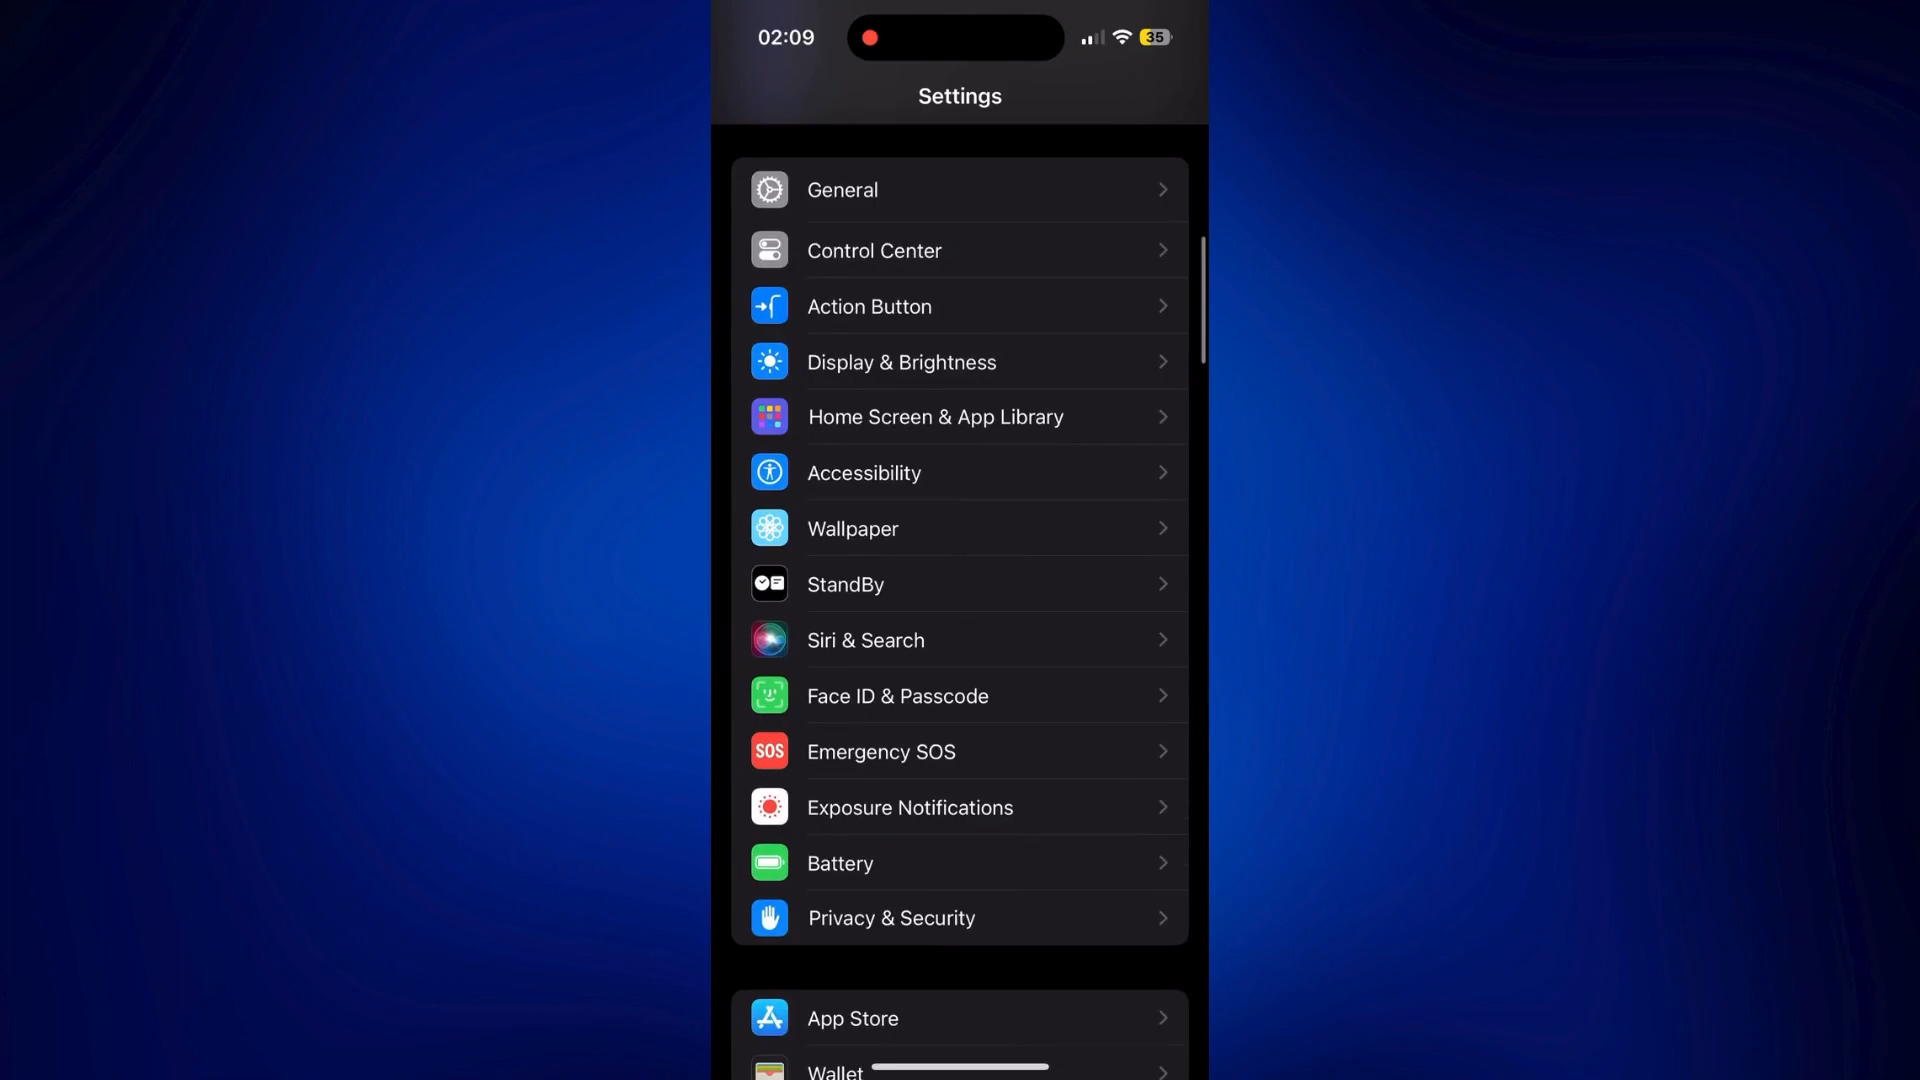 02:09
35
Settings
General
Control Center
Action Button
Display & Brightness
Home Screen & App Library
Accessibility
Wallpaper
StandBy
Siri & Search
Face ID & Passcode
SOS Emergency SOS
Exposure Notifications
Battery
Privacy & Security
App Store
Wallet